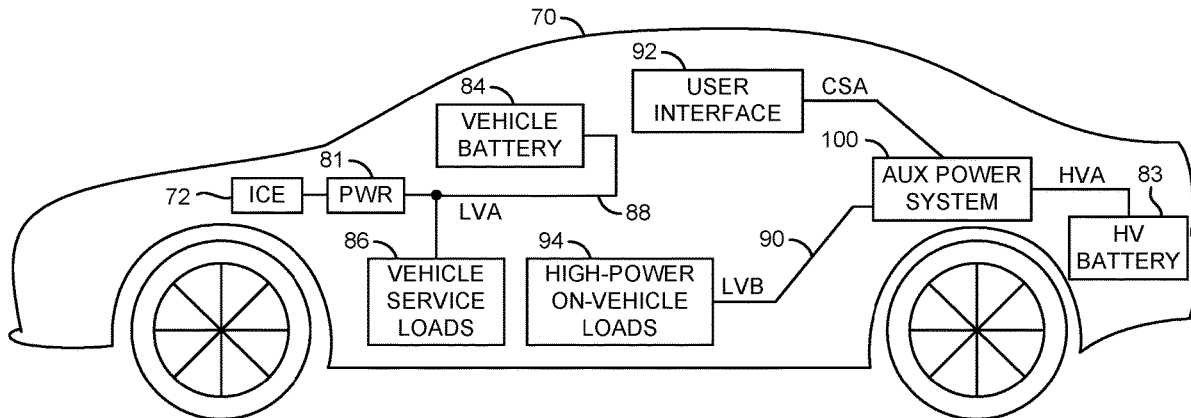 70
92
USER
INTERFACE
CSA
84
VEHICLE
BATTERY
100
AUX POWER
SYSTEM
HVA
83
HV
BATTERY
81
72
ICE
PWR
LVA
88
86
VEHICLE
SERVICE
LOADS
94
HIGH-POWER
ON-VEHICLE
LOADS
LVB
90